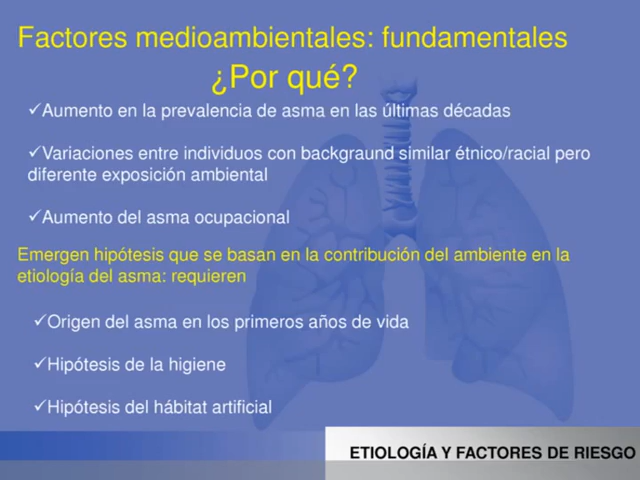 Factores medioambientales: fundamentales
¿Por qué?
✓Aumento en la prevalencia de asma en las últimas décadas
✓Variaciones entre individuos con backgraund similar étnico/racial pero
diferente exposición ambiental
✓Aumento del asma ocupacional
Emergen hipótesis que se basan en la contribución del ambiente en la
etiología del asma: requieren
✓Origen del asma en los primeros años de vida
✓Hipótesis de la higiene
✓Hipótesis del hábitat artificial
ETIOLOGÍA Y FACTORES DE RIESGO